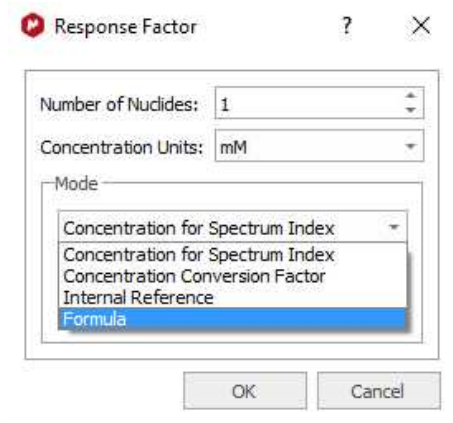 Response Factor ? ×
Number of Nuclides: 1
Concentration Units: mM
Mode
Concentration for Spectrum Index
Concentration for Spectrum Index
Concentration Conversion Factor
Internal Reference
Formula
OK Cancel